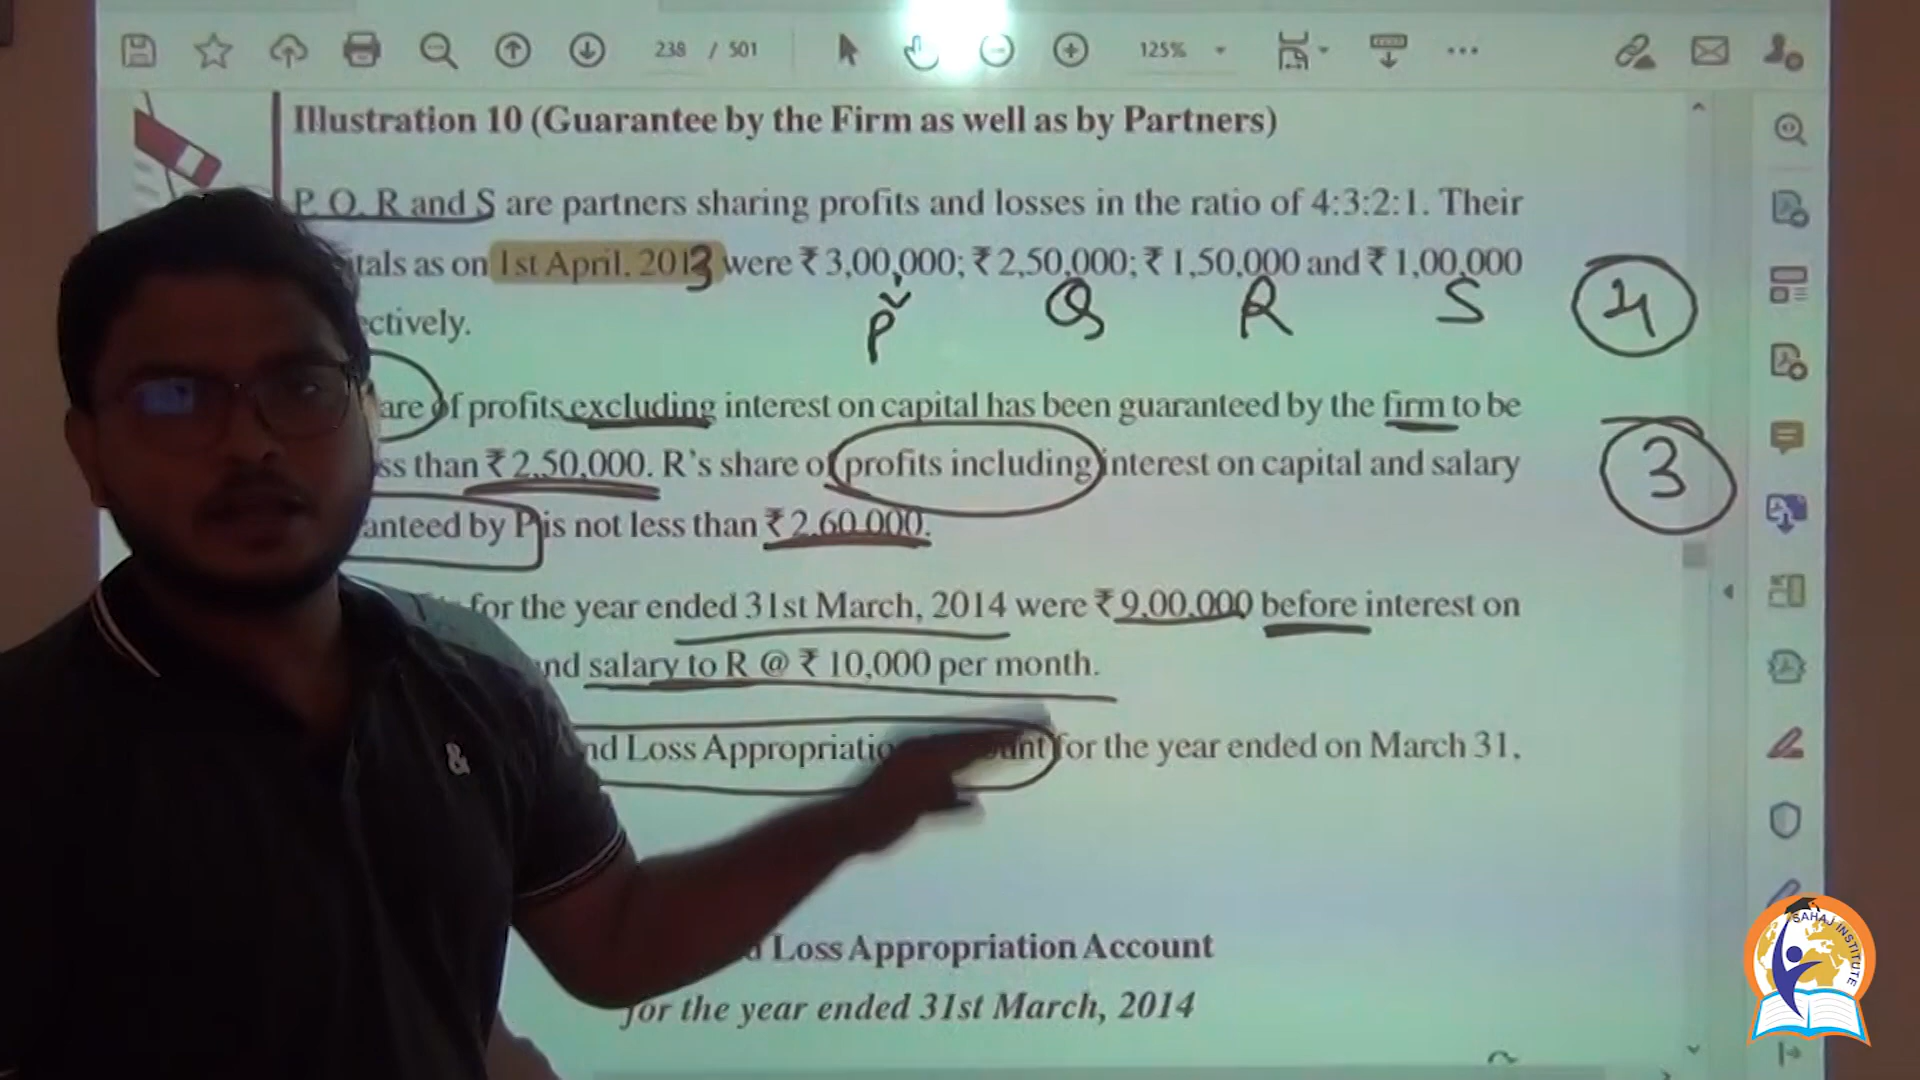 238 / 501
125%
Illustration 10 (Guarantee by the Firm as well as by Partners)
P, Q, R and S are partners sharing profits and losses in the ratio of 4:3:2:1. Their
tals as on 1st April, 2013 were ₹ 3,00,000; ₹ 2,50,000; ₹ 1,50,000 and ₹ 1,00,000
P Q R S 4
ctively.
are of profits excluding interest on capital has been guaranteed by the firm to be
ss than ₹ 2,50,000. R's share of profits including interest on capital and salary
3
anteed by P is not less than ₹ 2,60,000.
for the year ended 31st March, 2014 were ₹ 9,00,000 before interest on
nd salary to R @ ₹ 10,000 per month.
nd Loss Appropriatio unt for the year ended on March 31,
&
Loss Appropriation Account
for the year ended 31st March, 2014
SAHAJ INSTITUTE